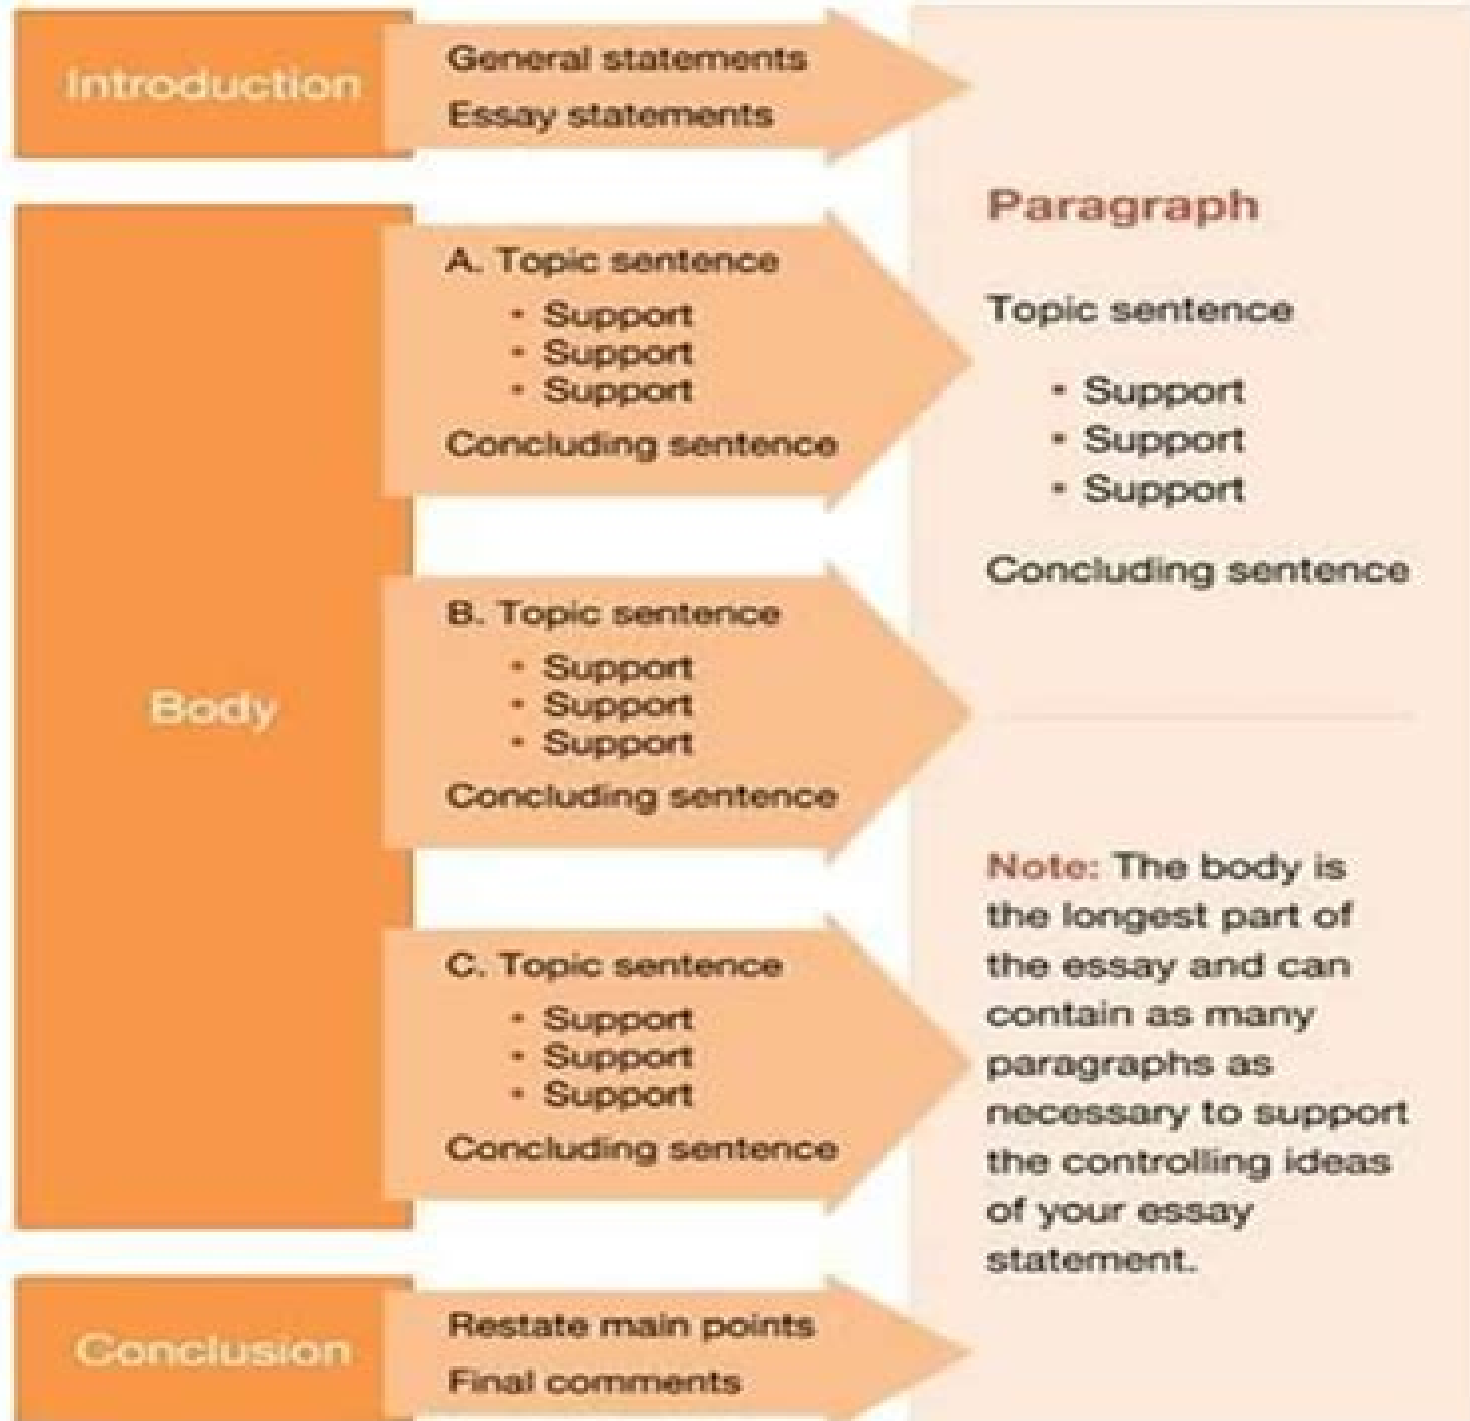 Introduction
General statements
Essay statements
Body
A. Topic sentence
• Support
• Support
• Support
Concluding sentence
B. Topic sentence
• Support
• Support
• Support
Concluding sentence
C. Topic sentence
• Support
• Support
• Support
Concluding sentence
Conclusion
Restate main points
Final comments
Paragraph
Topic sentence
• Support
• Support
• Support
Concluding sentence
Note: The body is
the longest part of
the essay and can
contain as many
paragraphs as
necessary to support
the controlling ideas
of your essay
statement.